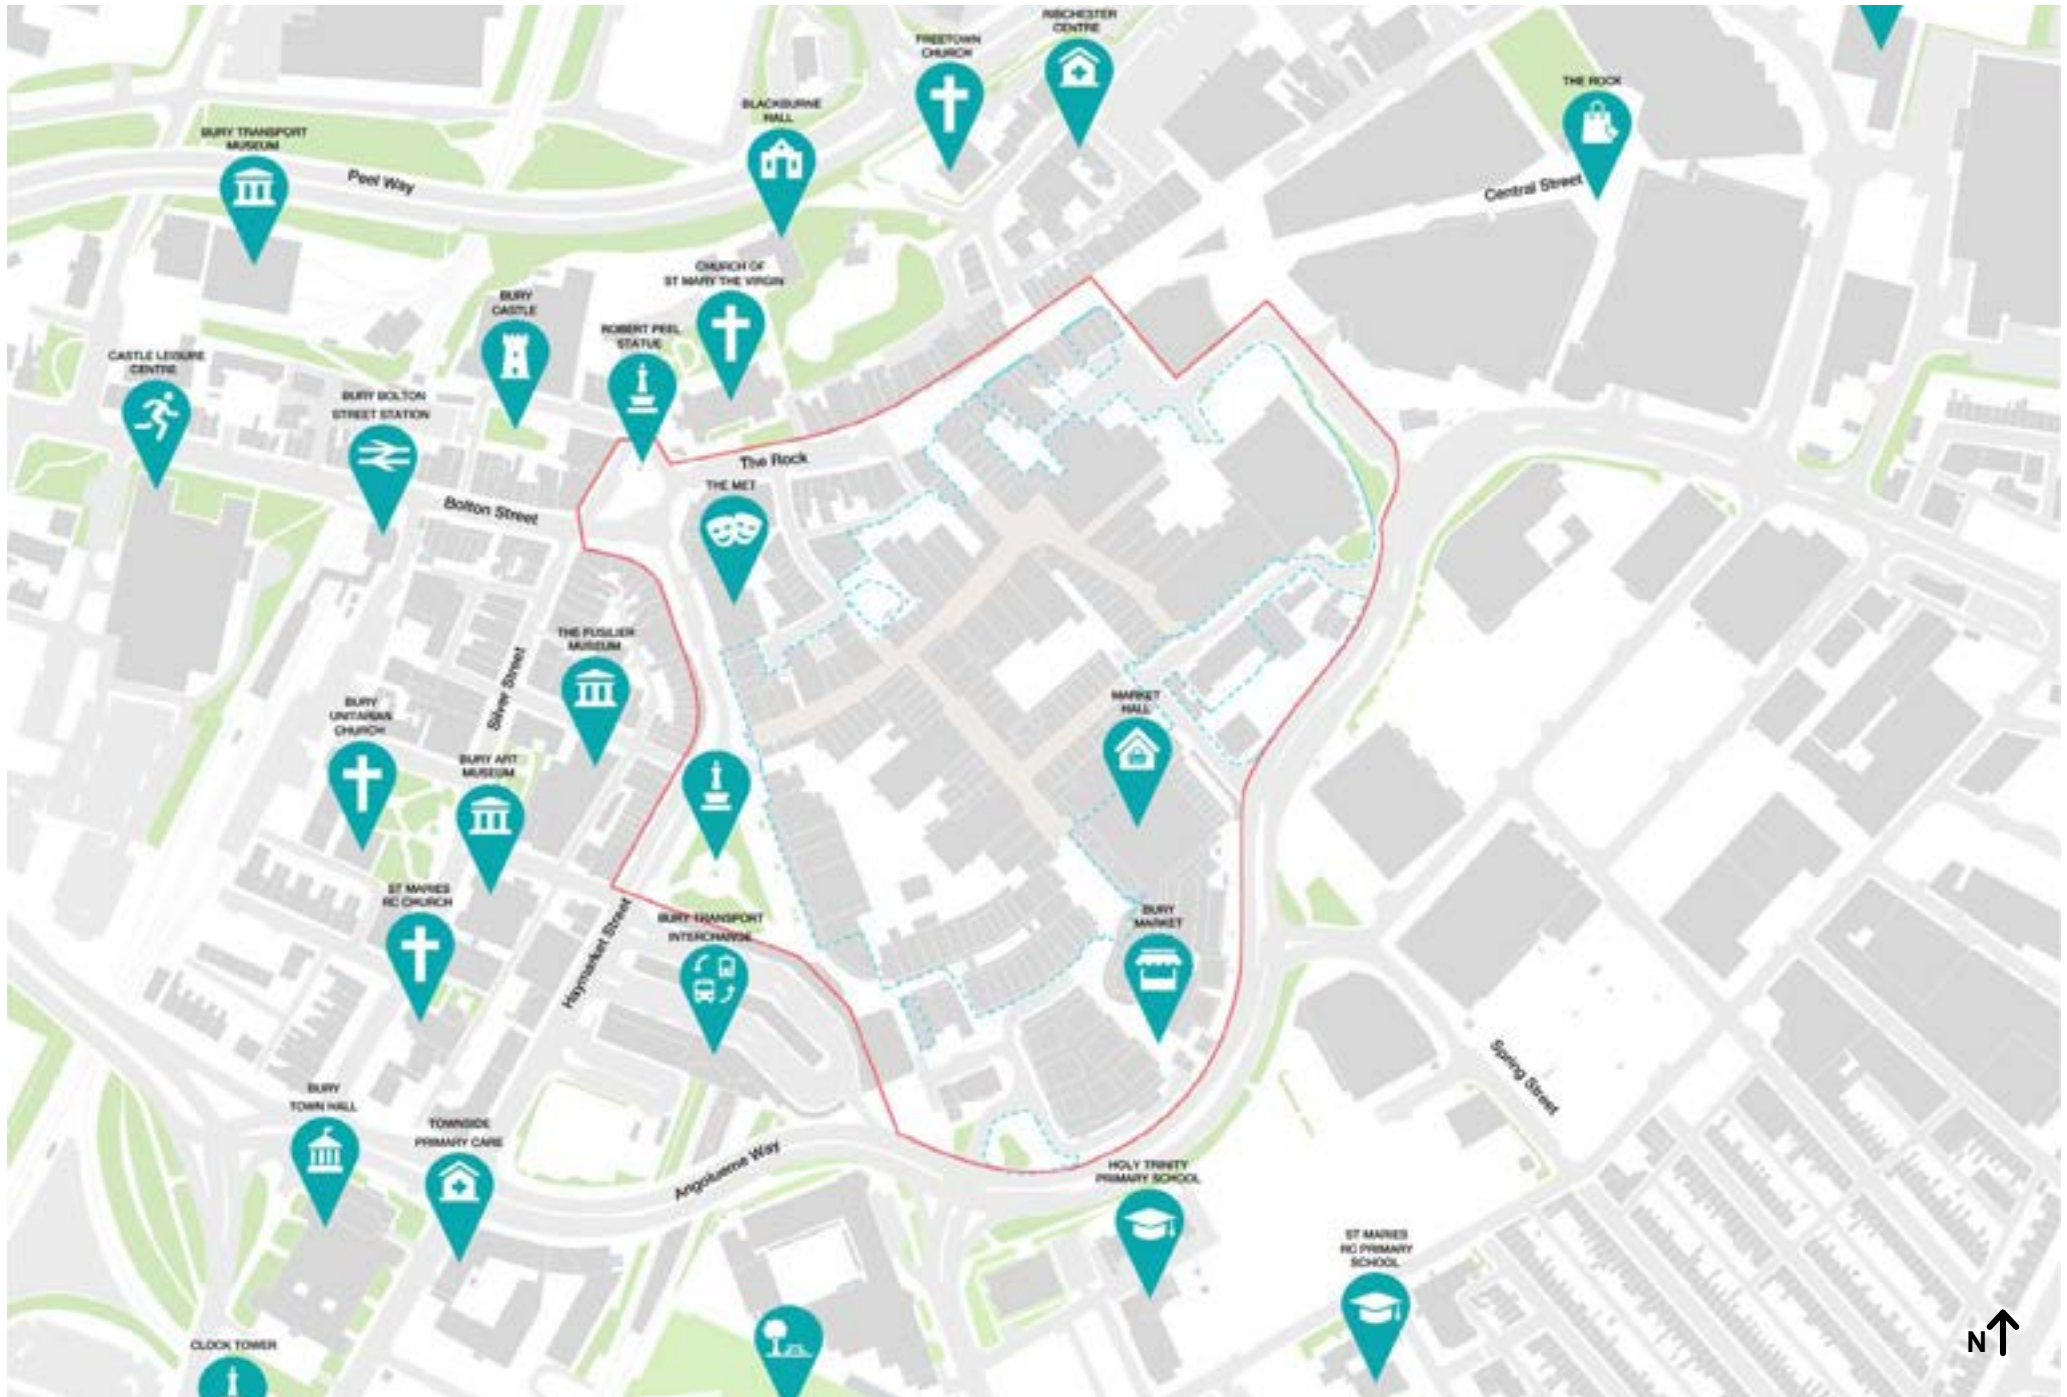 RIBCHESTER
CENTRE
FREETOWN
CHURCH
THE ROCK
BLACKBURNE
HALL
BURY TRANSPORT
MUSEUM
Peel Way
Central Street
CHURCH OF
ST MARY THE VIRGIN
BURY
CASTLE
ROBERT PEEL
STATUE
CASTLE LEISURE
CENTRE
BURY BOLTON
STREET STATION
The Rock
THE MET
Bolton Street
THE FUSILIER
MUSEUM
Silver Street
MARKET
HALL
BURY
UNITARIAN
CHURCH
BURY ART
MUSEUM
ST MARIES
RC CHURCH
Haymarket Street
BURY TRANSPORT
INTERCHANGE
BURY
MARKET
Spring Street
BURY
TOWN HALL
TOWNSIDE
PRIMARY CARE
Angouleme Way
HOLY TRINITY
PRIMARY SCHOOL
ST MARIES
RC PRIMARY
SCHOOL
CLOCK TOWER
N